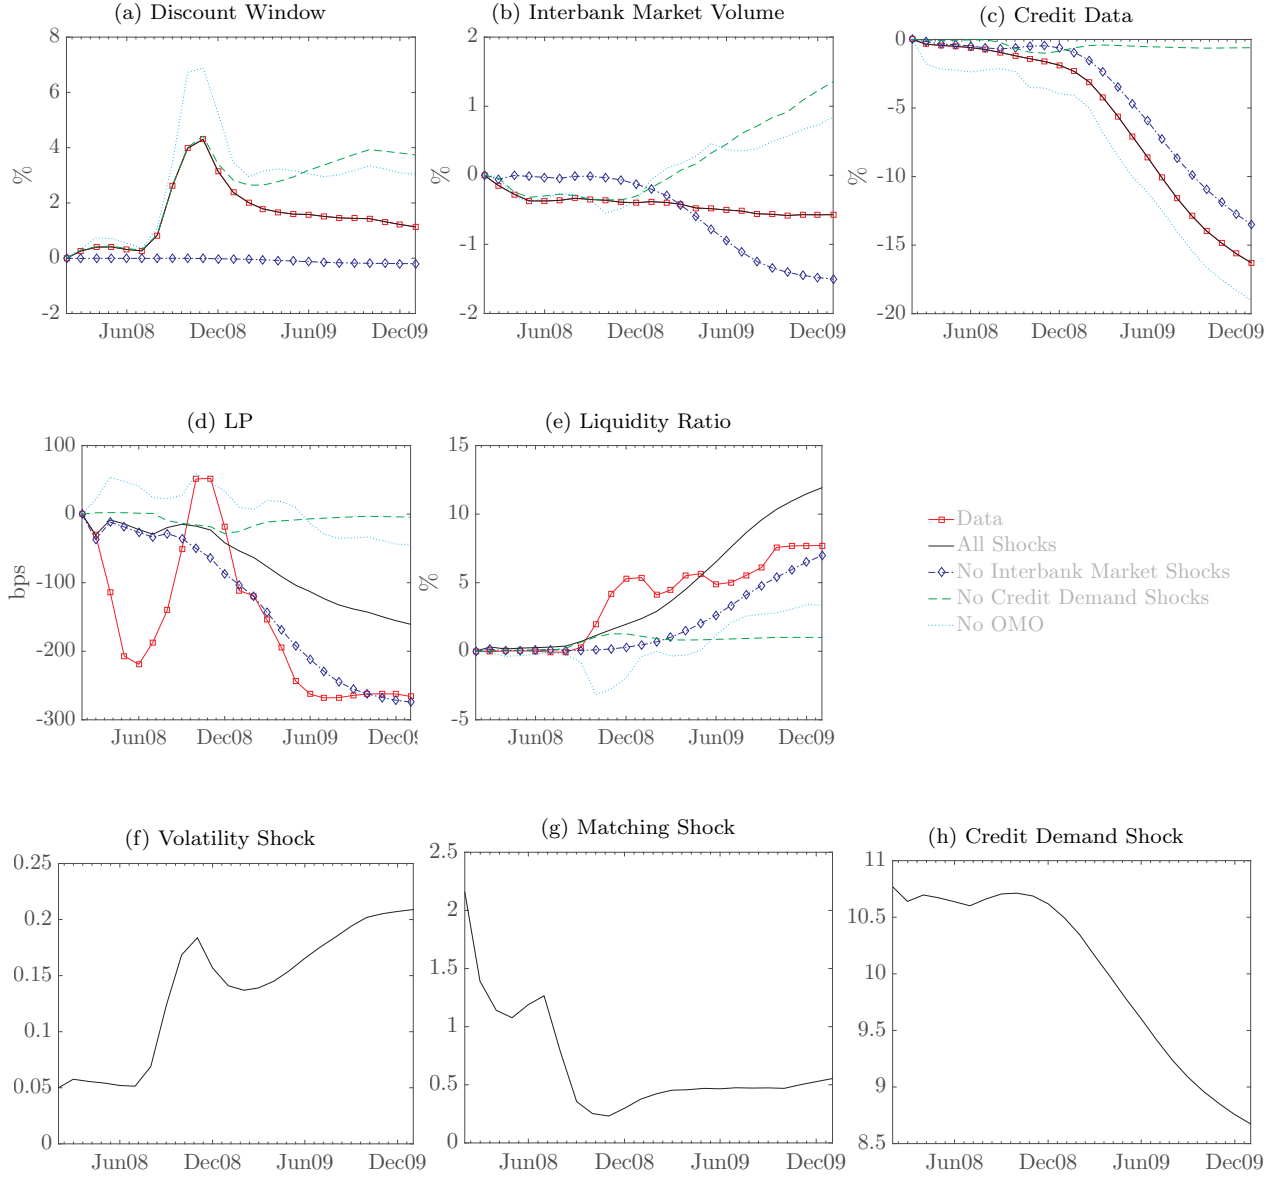 (a) Discount Window
(b) Interbank Market Volume
(c) Credit Data
8
6
4
2
0
-2
%
Jun08
Dec08
Jun09
Dec09
2
1
0
-1
-2
%
Jun08
Dec08
Jun09
Dec09
0
-5
-10
-15
-20
%
Jun08
Dec08
Jun09
Dec09
(d) LP
(e) Liquidity Ratio
100
0
-100
-200
-300
bps
Jun08
Dec08
Jun09
Dec09
15
10
5
0
-5
%
Jun08
Dec08
Jun09
Dec09
Data
All Shocks
No Interbank Market Shocks
No Credit Demand Shocks
No OMO
(f) Volatility Shock
(g) Matching Shock
(h) Credit Demand Shock
0.25
0.2
0.15
0.1
0.05
0
Jun08
Dec08
Jun09
Dec09
2.5
2
1.5
1
0.5
0
Jun08
Dec08
Jun09
Dec09
11
10.5
10
9.5
9
8.5
Jun08
Dec08
Jun09
Dec09